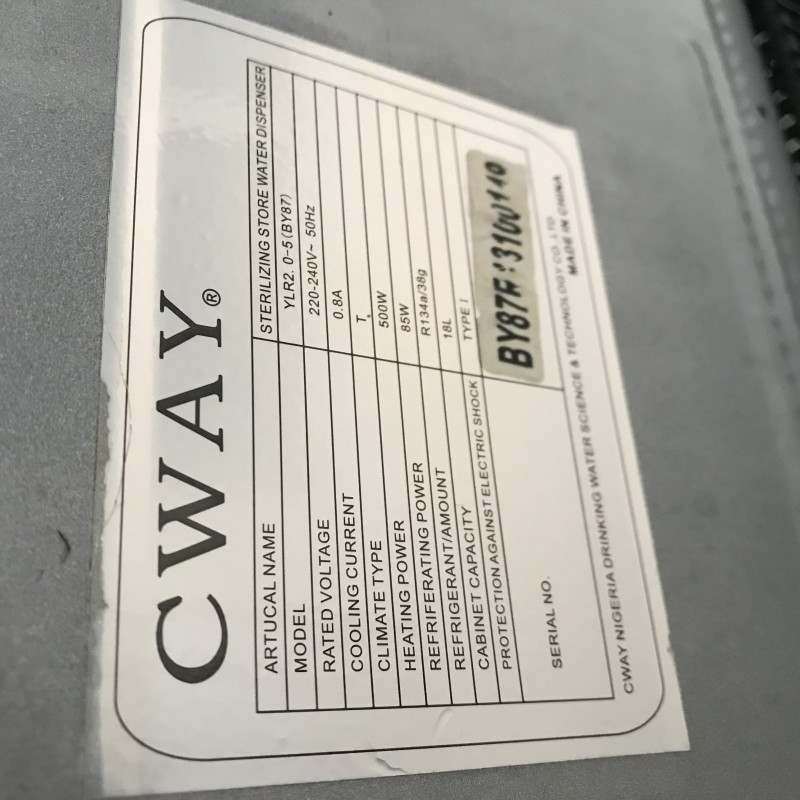 CWAY®
ARTUCAL NAME STERILIZING STORE WATER DISPENSER
MODEL YLR2. 0-5(BY87)
RATED VOLTAGE 220-240V~ 50Hz
COOLING CURRENT 0.8A
CLIMATE TYPE T
HEATING POWER 500W
REFRIFERATING POWER 85W
REFRIGERANT/AMOUNT R134a/38g
CABINET CAPACITY 18L
PROTECTION AGAINST ELECTRIC SHOCK TYPE I
SERIAL NO.
CWAY NIGERIA DRINKING WATER SCIENCE & TECHNOLOGY CO. LTD
MADE IN CHINA